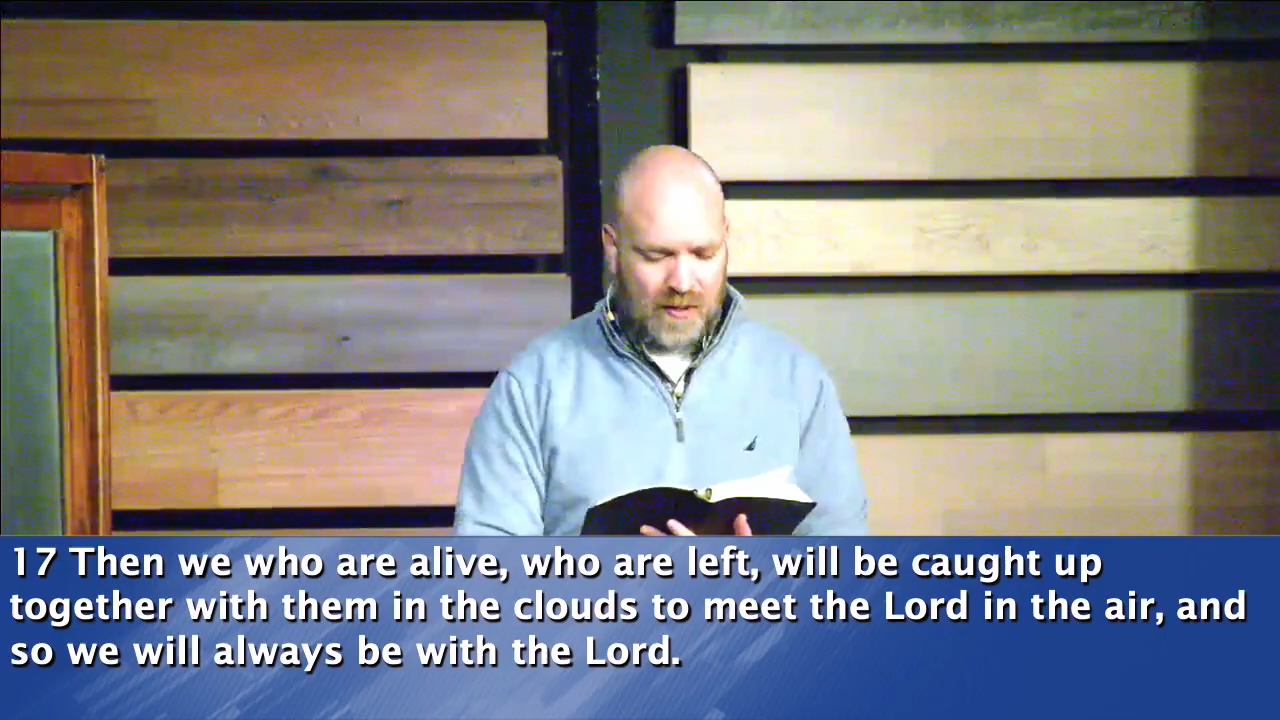 17 Then we who are alive, who are left, will be caught up
together with them in the clouds to meet the Lord in the air, and
so we will always be with the Lord.